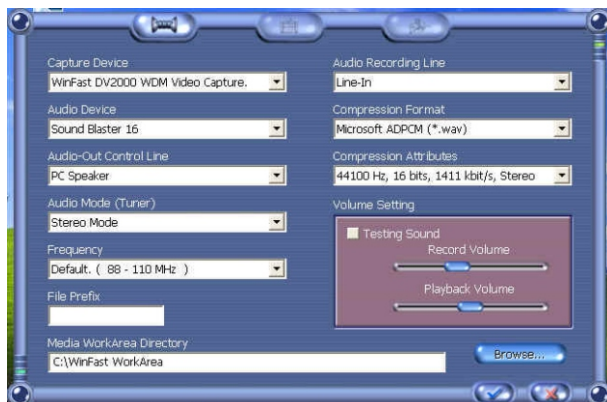 Capture Device
WinFast DV2000 WDM Video Capture.
Audio Device
Sound Blaster 16
Audio-Out Control Line
PC Speaker
Audio Mode (Tuner)
Stereo Mode
Frequency
Default. ( 88 - 110 MHz )
File Prefix
Audio Recording Line
Line-In
Compression Format
Microsoft ADPCM (*.wav)
Compression Attributes
44100 Hz, 16 bits, 1411 kbit/s, Stereo
Volume Setting
Testing Sound
Record Volume
Playback Volume
Media WorkArea Directory
C:\WinFast WorkArea
Browse...